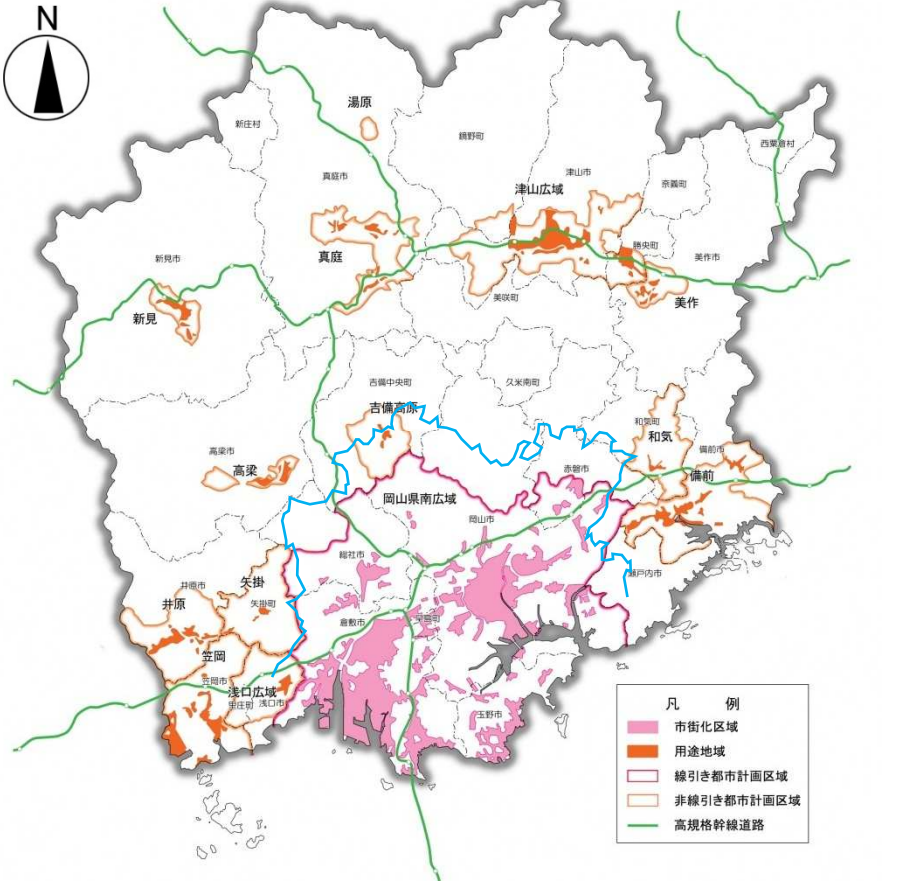 N
湯原
新庄村
鏡野町
西粟倉村
真庭市
津山市
奈義町
津山広域
勝央町
新見市
真庭
美作市
美咲町
美作
新見
吉備中央町
久米南町
吉備高原
和気町
和気
高梁市
備前市
高梁
赤磐市
備前
岡山県南広域
岡山市
総社市
瀬戸内市
井原市
矢掛
井原
矢掛町
早島町
倉敷市
笠岡
笠岡市
浅口広域
里庄町
浅口市
玉野市
凡 例
市街化区域
用途地域
線引き都市計画区域
非線引き都市計画区域
高規格幹線道路